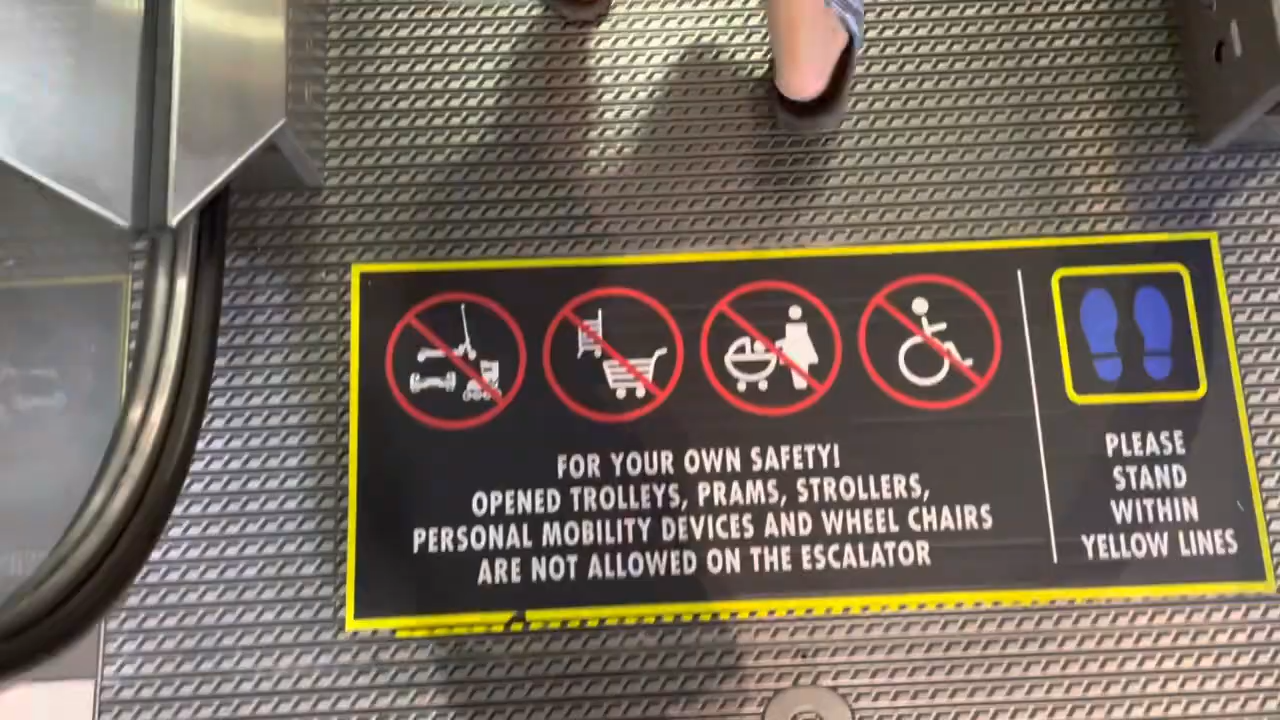 FOR YOUR OWN SAFETY!
OPENED TROLLEYS, PRAMS, STROLLERS,
PERSONAL MOBILITY DEVICES AND WHEEL CHAIRS
ARE NOT ALLOWED ON THE ESCALATOR
PLEASE
STAND
WITHIN
YELLOW LINES